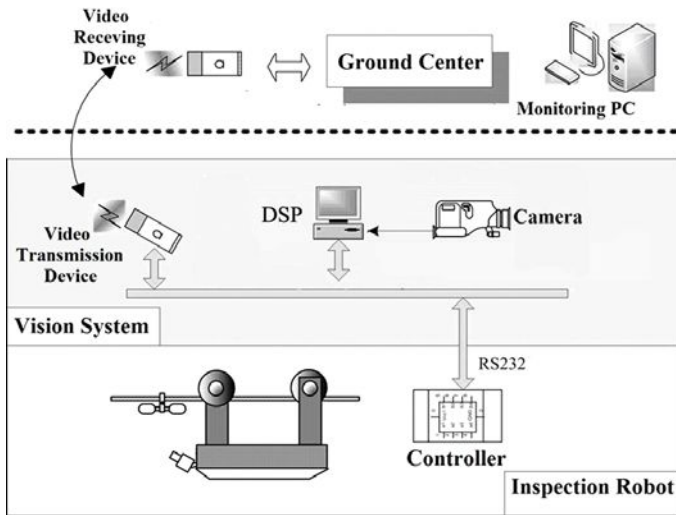 Video
Receving
Device
Ground Center
Monitoring PC
DSP
Camera
Video
Transmission
Device
Vision System
RS232
Controller
Inspection Robot